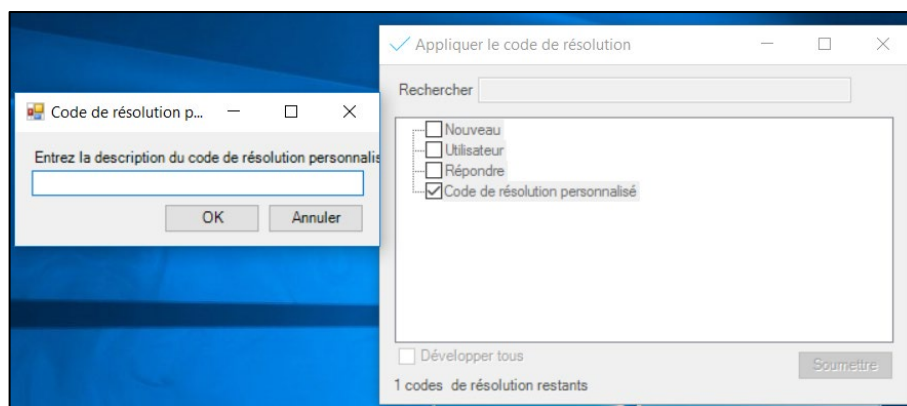 Code de résolution p...
Entrez la description du code de résolution personnalis
OK
Annuler
Appliquer le code de résolution
Rechercher
Nouveau
Utilisateur
Répondre
Code de résolution personnalisé
Développer tous
Soumettre
1 codes de résolution restants